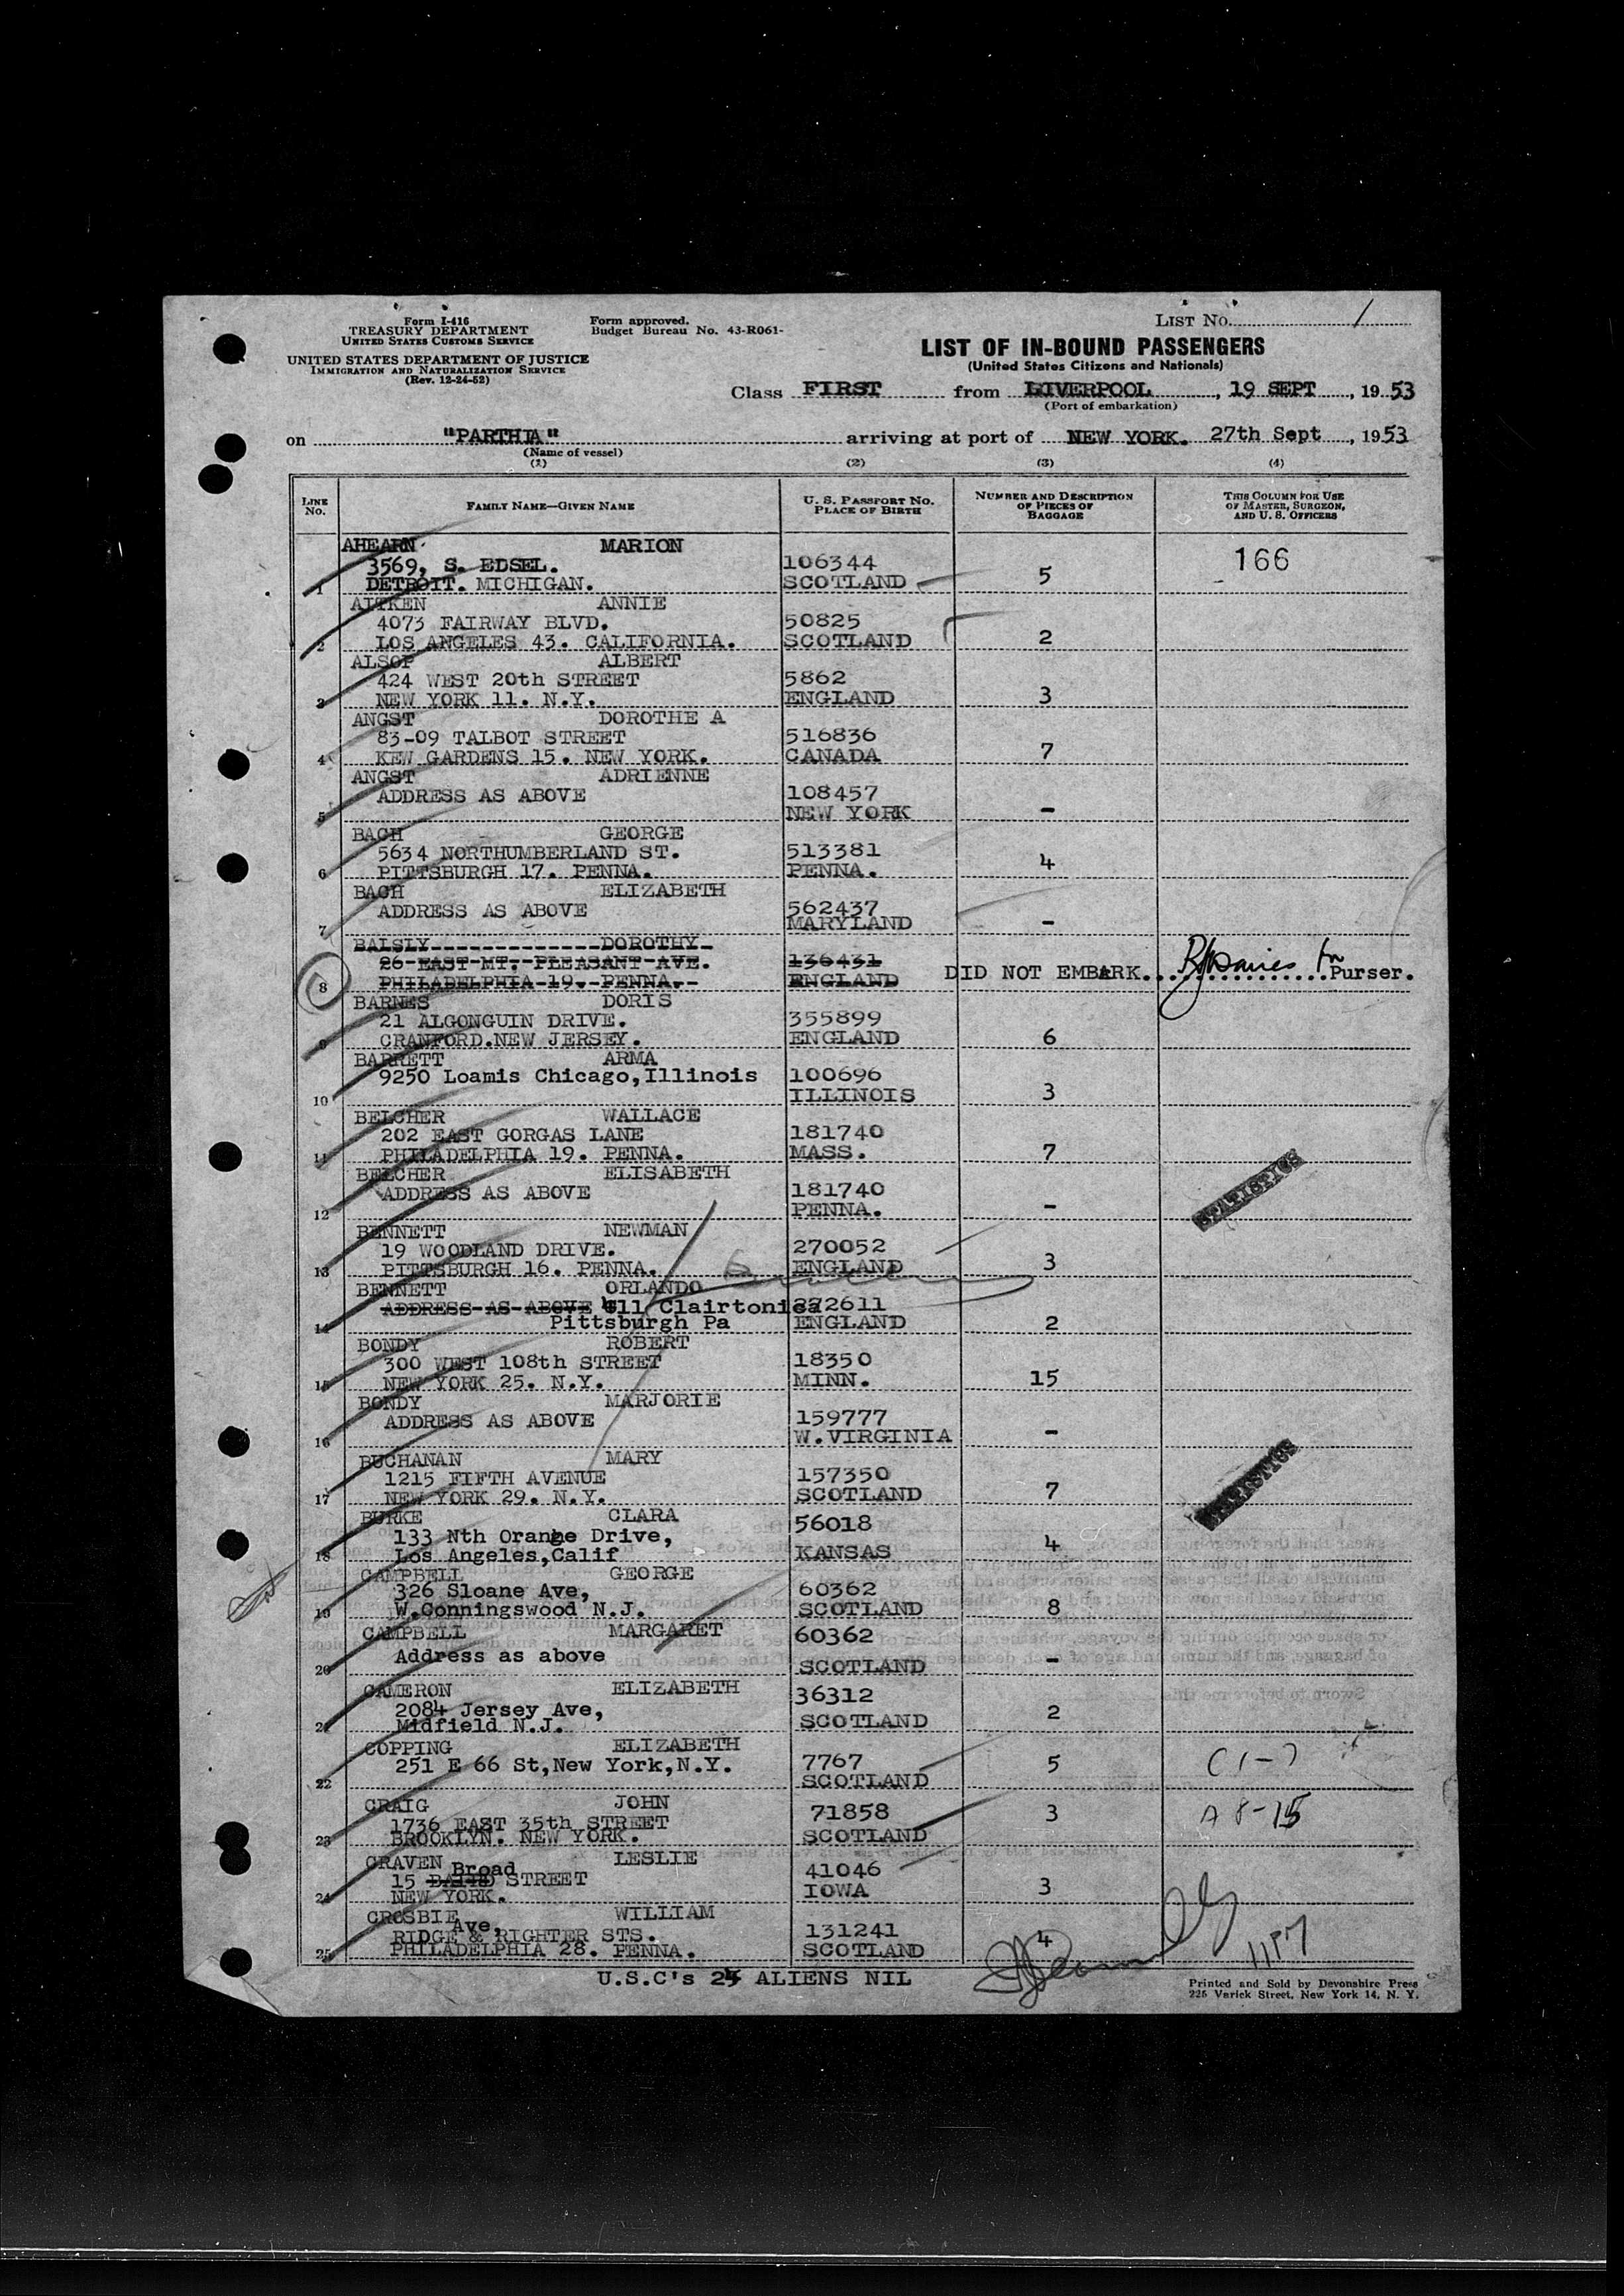 Form I-416
TREASURY DEPARTMENT
UNITED STATES CUSTOMS SERVICE
UNITED STATES DEPARTMENT OF JUSTICE
IMMIGRATION AND NATURALIZATION SERVICE
(Rev. 12-24-52)
Form approved.
Budget Bureau No. 43-R061-
LIST No. 1
LIST OF IN-BOUND PASSENGERS
(United States Citizens and Nationals)
Class FIRST from LIVERPOOL, 19 SEPT, 1953
(Port of embarkation)
on "PARTHIA" arriving at port of NEW YORK. 27th Sept, 1953
(Name of vessel)
(1) (2) (3) (4)
LINE No.
FAMILY NAME—GIVEN NAME
U. S. PASSPORT NO.
PLACE OF BIRTH
NUMBER AND DESCRIPTION
OF PIECES OF
BAGGAGE
THIS COLUMN FOR USE
OF MASTER, SURGEON,
AND U. S. OFFICERS
AHEARN MARION
3569, S. EDSEL. 106344 166
1 DETROIT. MICHIGAN. SCOTLAND 5
AITKEN ANNIE
4073 FAIRWAY BLVD. 50825
2 LOS ANGELES 43. CALIFORNIA. SCOTLAND 2
ALSOP ALBERT
424 WEST 20th STREET 5862
3 NEW YORK 11. N.Y. ENGLAND 3
ANGST DOROTHE A
83-09 TALBOT STREET 516836
4 KEW GARDENS 15. NEW YORK. CANADA 7
ANGST ADRIENNE
ADDRESS AS ABOVE 108457
5 NEW YORK -
BACH GEORGE
5634 NORTHUMBERLAND ST. 513381
6 PITTSBURGH 17. PENNA. PENNA. 4
BACH ELIZABETH
ADDRESS AS ABOVE 562437
7 MARYLAND -
BAISLY DOROTHY
26 EAST MT. PLEASANT AVE. 136431 DID NOT EMBARK. Purser.
8 PHILADELPHIA 19. PENNA. ENGLAND
BARNES DORIS
21 ALGONGUIN DRIVE. 355899
9 CRANFORD.NEW JERSEY. ENGLAND 6
BARRETT ARMA
9250 Loamis Chicago,Illinois 100696
10 ILLINOIS 3
BELCHER WALLACE
202 EAST GORGAS LANE 181740
11 PHILADELPHIA 19. PENNA. MASS. 7
BELCHER ELISABETH
ADDRESS AS ABOVE 181740
12 PENNA. -
STATISTICS
BENNETT NEWMAN
19 WOODLAND DRIVE. 270052
13 PITTSBURGH 16. PENNA. ENGLAND 3
BENNETT ORLANDO
ADDRESS AS ABOVE Clairtonica 272611
14 Pittsburgh Pa ENGLAND 2
BONDY ROBERT
300 WEST 108th STREET 18350
15 NEW YORK 25. N.Y. MINN. 15
BONDY MARJORIE
ADDRESS AS ABOVE 159777
16 W.VIRGINIA -
BUCHANAN MARY
1215 FIFTH AVENUE 157350
17 NEW YORK 29. N.Y. SCOTLAND 7
STATISTICS
BURKE CLARA 56018
133 Nth Orange Drive,
18 Los Angeles,Calif KANSAS 4
CAMPBELL GEORGE
326 Sloane Ave, 60362
19 W.Conningswood N.J. SCOTLAND 8
CAMPBELL MARGARET 60362
Address as above
20 SCOTLAND -
CAMERON ELIZABETH 36312
2084 Jersey Ave,
21 Midfield N.J. SCOTLAND 2
COPPING ELIZABETH
251 E 66 St,New York,N.Y. 7767 5
22 SCOTLAND
CRAIG JOHN
1736 EAST 35th STREET 71858 3
23 BROOKLYN. NEW YORK. SCOTLAND
CRAVEN LESLIE
Broad
15 STREET 41046
24 NEW YORK. IOWA 3
CROSBIE WILLIAM
Ave,
RIDGE & RIGHTER STS. 131241 4
25 PHILADELPHIA 28. PENNA. SCOTLAND
U.S.C's 24 ALIENS NIL
Printed and Sold by Devonshire Press
225 Varick Street, New York 14, N. Y.